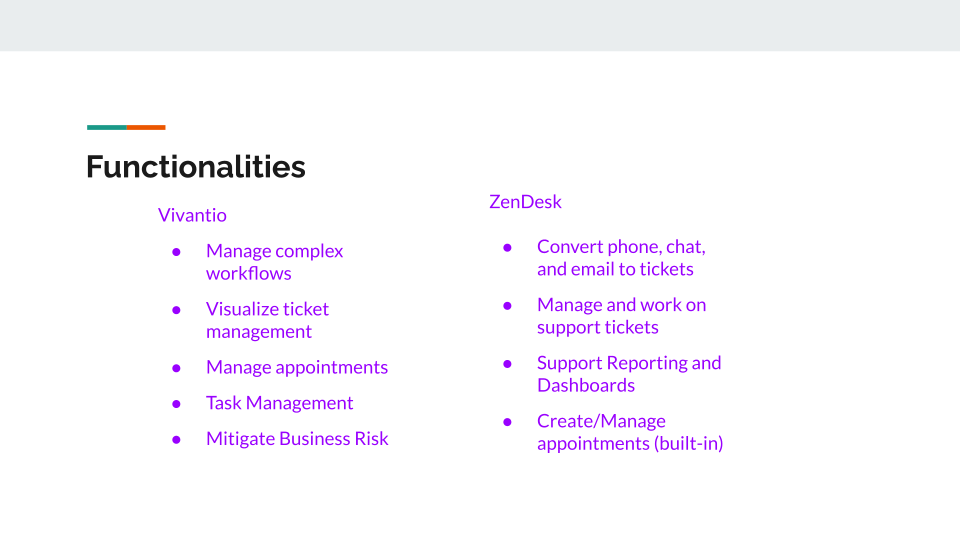 Functionalities
Vivantio
● Manage complex
workflows
● Visualize ticket
management
● Manage appointments
● Task Management
● Mitigate Business Risk
ZenDesk
● Convert phone, chat,
and email to tickets
● Manage and work on
support tickets
● Support Reporting and
Dashboards
● Create/Manage
appointments (built-in)